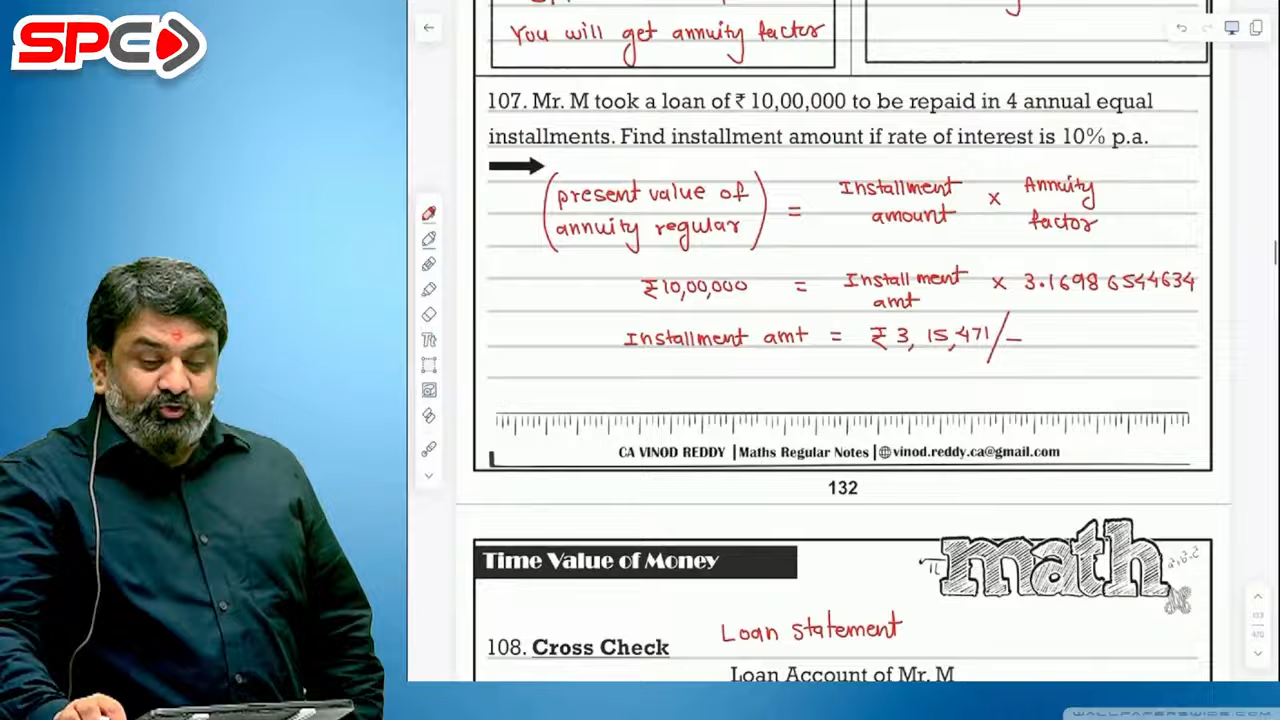 SPC
You will get annuity factor
107. Mr. M took a loan of ₹ 10,00,000 to be repaid in 4 annual equal
installments. Find installment amount if rate of interest is 10% p.a.
(present value of annuity regular) = Installment amount × Annuity factor
₹10,00,000 = Installment amt × 3.16986544634
Installment amt = ₹ 3,15,471/-
CA VINOD REDDY | Maths Regular Notes | vinod.reddy.ca@gmail.com
132
Time Value of Money
math
108. Cross Check
Loan Statement
Loan Account of Mr. M